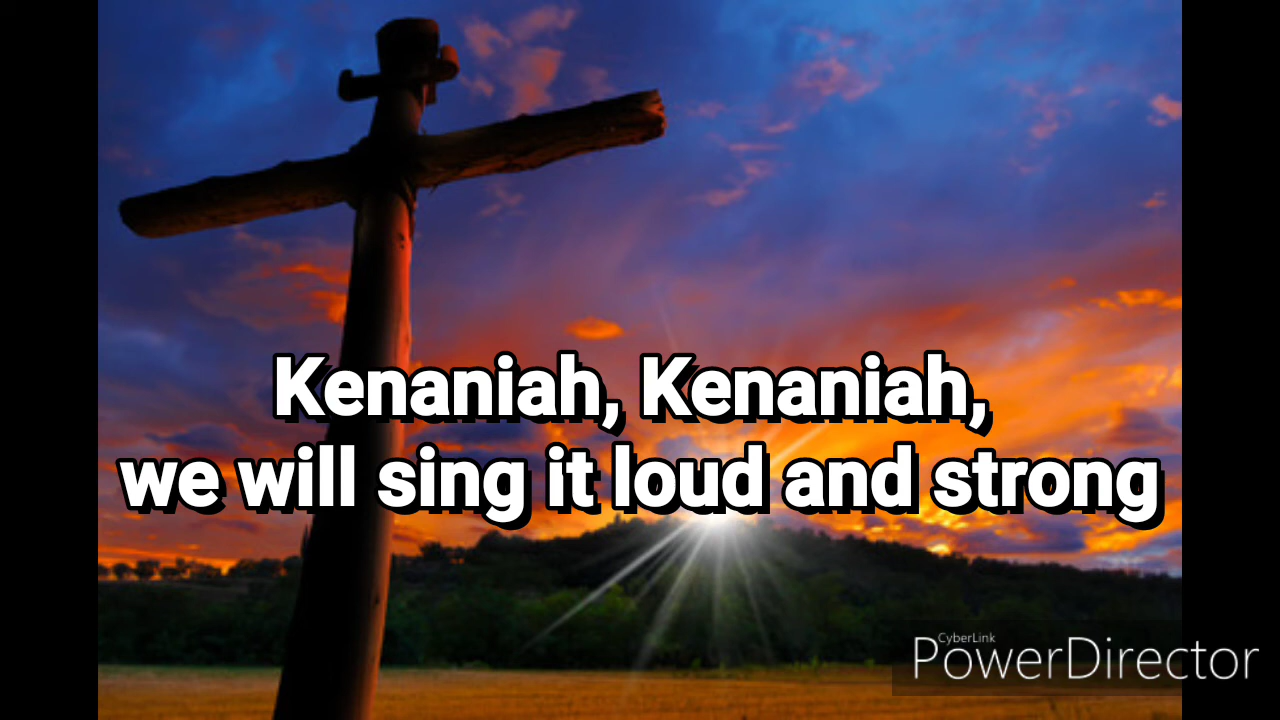 Kenaniah, Kenaniah,
we will sing it loud and strong
CyberLink
PowerDirector